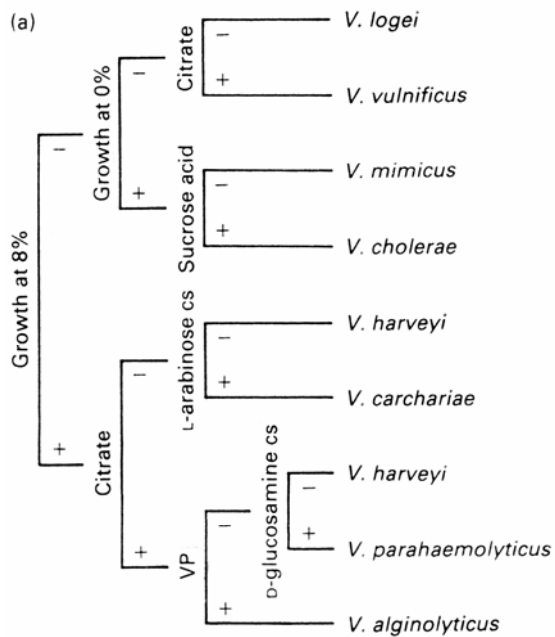 (a)
Growth at 8%
−
+
Growth at 0%
−
+
Citrate
−
+
V. logei
V. vulnificus
Sucrose acid
−
+
V. mimicus
V. cholerae
Citrate
−
+
L-arabinose cs
−
+
V. harveyi
V. carchariae
VP
−
+
D-glucosamine cs
−
+
V. harveyi
V. parahaemolyticus
V. alginolyticus